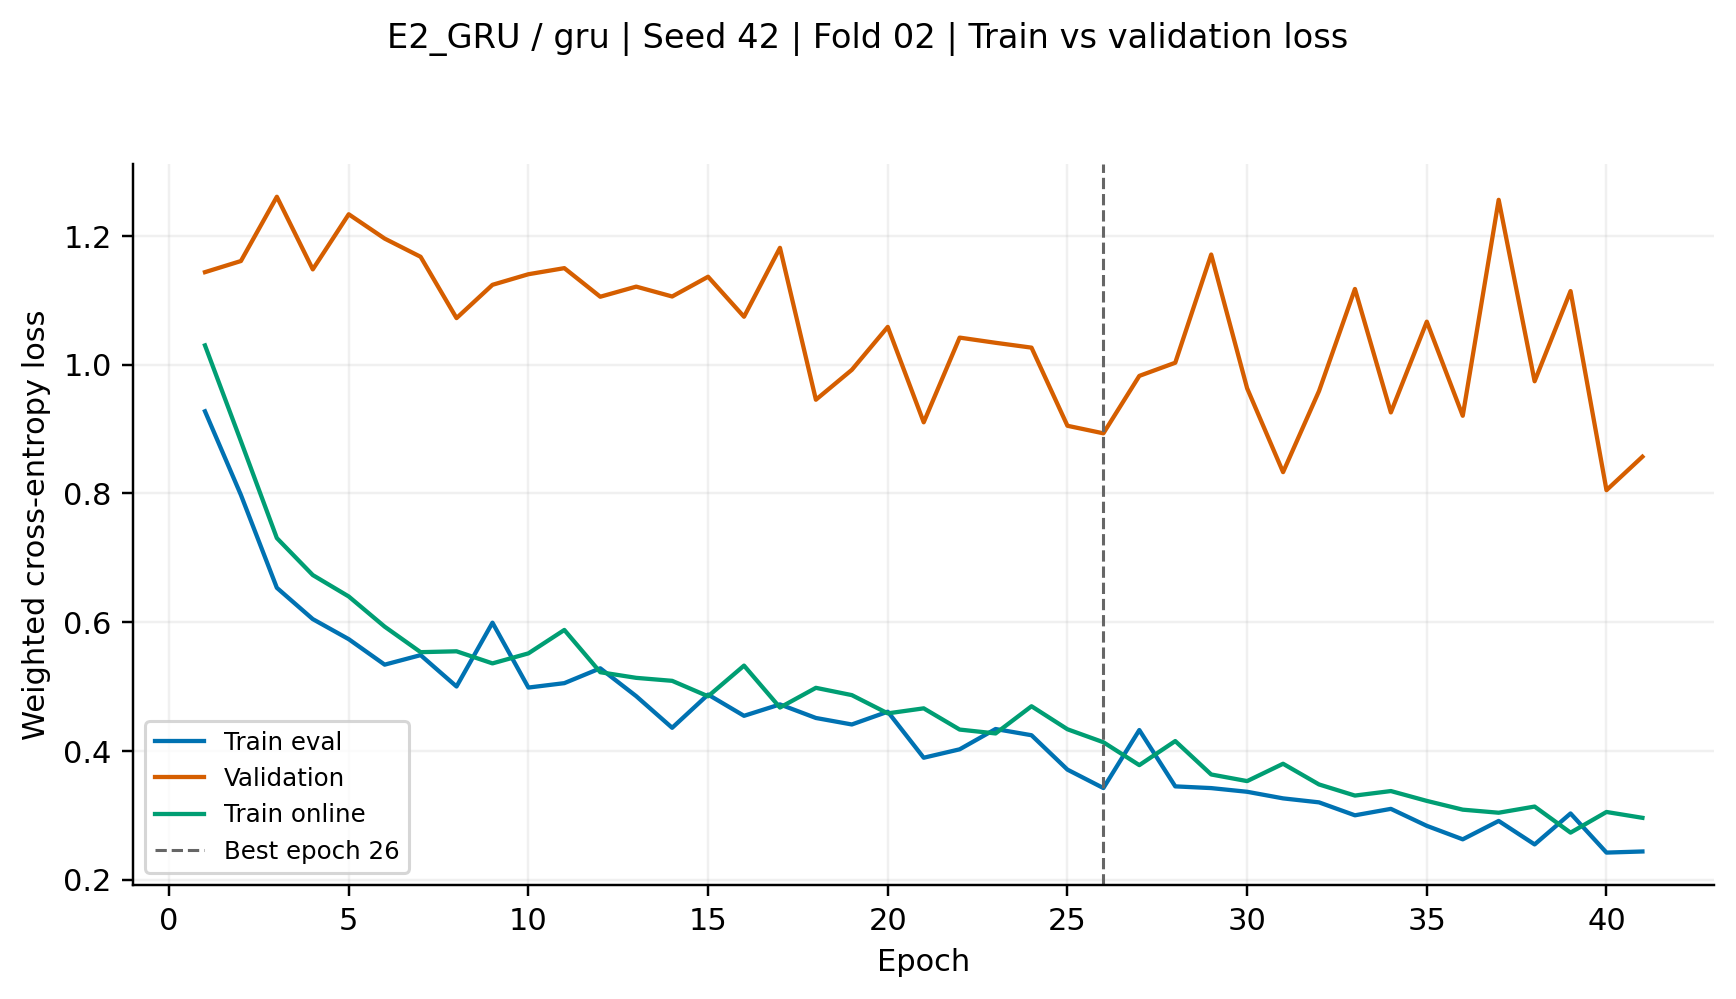 E2_GRU / gru | Seed 42 | Fold 02 | Train vs validation loss
Weighted cross-entropy loss
1.2
1.0
0.8
0.6
0.4
0.2
Train eval
Validation
Train online
Best epoch 26
0 5 10 15 20 25 30 35 40
Epoch